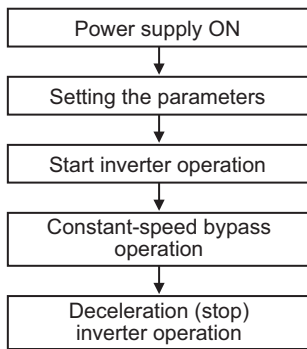 Power supply ON
Setting the parameters
Start inverter operation
Constant-speed bypass
operation
Deceleration (stop)
inverter operation